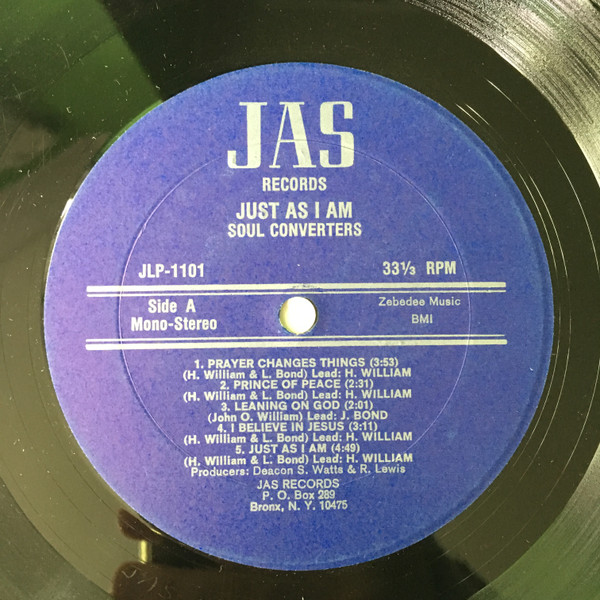 JAS
RECORDS
JUST AS I AM
SOUL CONVERTERS
JLP-1101
33⅓ RPM
Side A
Mono-Stereo
Zebedee Music
BMI
1. PRAYER CHANGES THINGS (3:53)
(H. William & L. Bond) Lead: H. WILLIAM
2. PRINCE OF PEACE (2:31)
(H. William & L. Bond) Lead: H. WILLIAM
3. LEANING ON GOD (2:01)
(John O. William) Lead: J. BOND
4. I BELIEVE IN JESUS (3:11)
(H. William & L. Bond) Lead: H. WILLIAM
5. JUST AS I AM (4:49)
(H. William & L. Bond) Lead: H. WILLIAM
Producers: Deacon S. Watts & R. Lewis
JAS RECORDS
P. O. Box 289
Bronx, N. Y. 10475